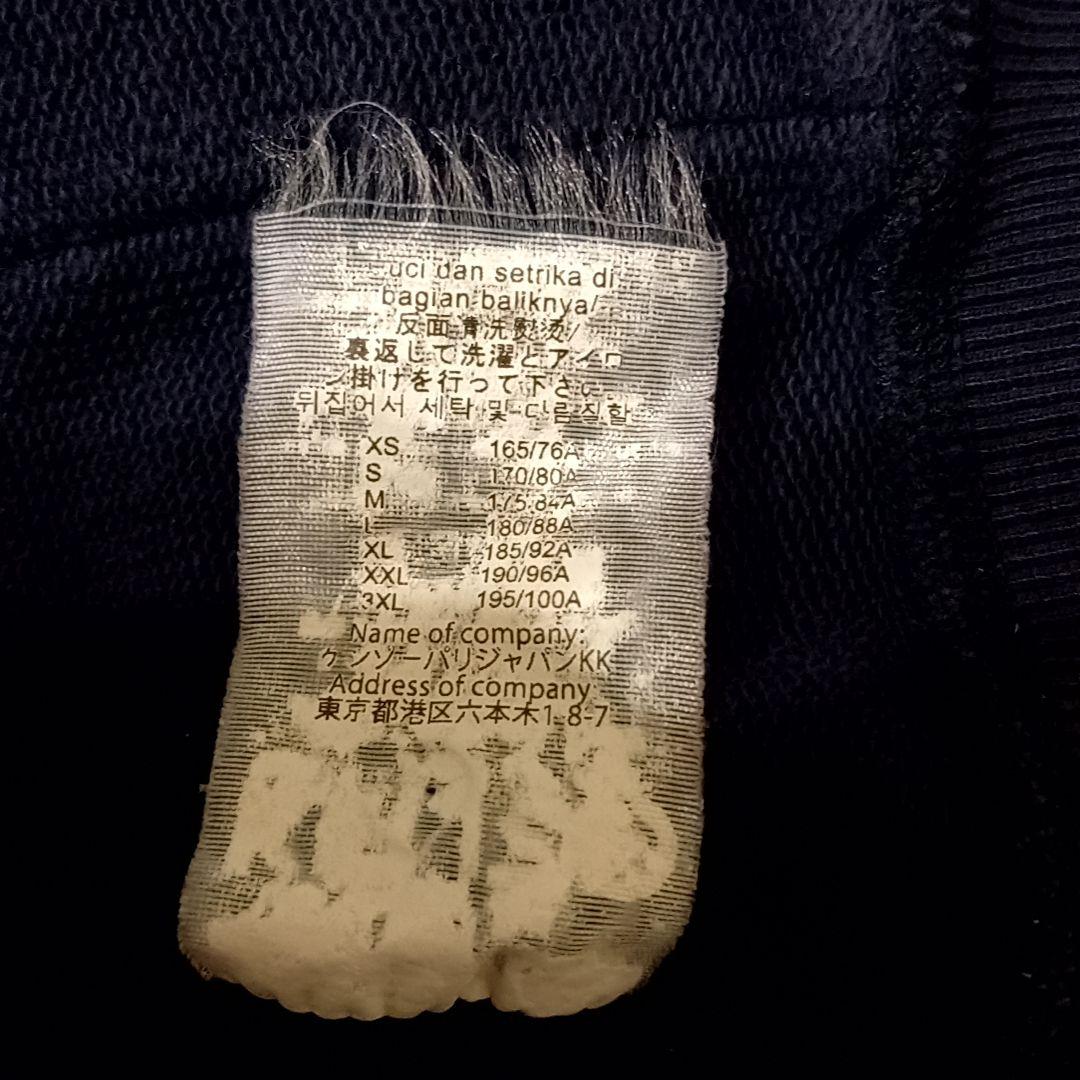 uci dan setrika di
bagian baliknya/
反面清洗熨烫/
裏返して洗濯とアイロ
ン掛けを行って下さ
뒤집어서 세탁 및 다림질할
XS 165/76A
S 170/80A
M 175/84A
L 180/88A
XL 185/92A
XXL 190/96A
3XL 195/100A
Name of company:
ケンゾーパリジャパンKK
Address of company
東京都港区六本木1-8-7